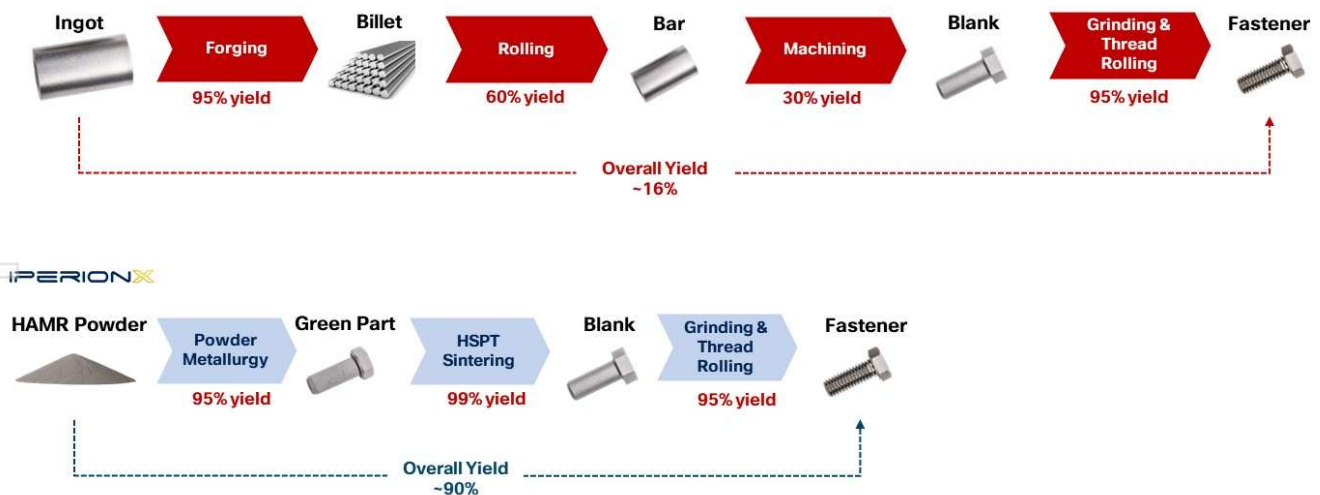 Ingot
Forging
95% yield
Billet
Rolling
60% yield
Bar
Machining
30% yield
Blank
Grinding &
Thread
Rolling
95% yield
Fastener
Overall Yield
~16%
IPERIONX
HAMR Powder
Powder
Metallurgy
95% yield
Green Part
HSPT
Sintering
99% yield
Blank
Grinding &
Thread
Rolling
95% yield
Fastener
Overall Yield
~90%